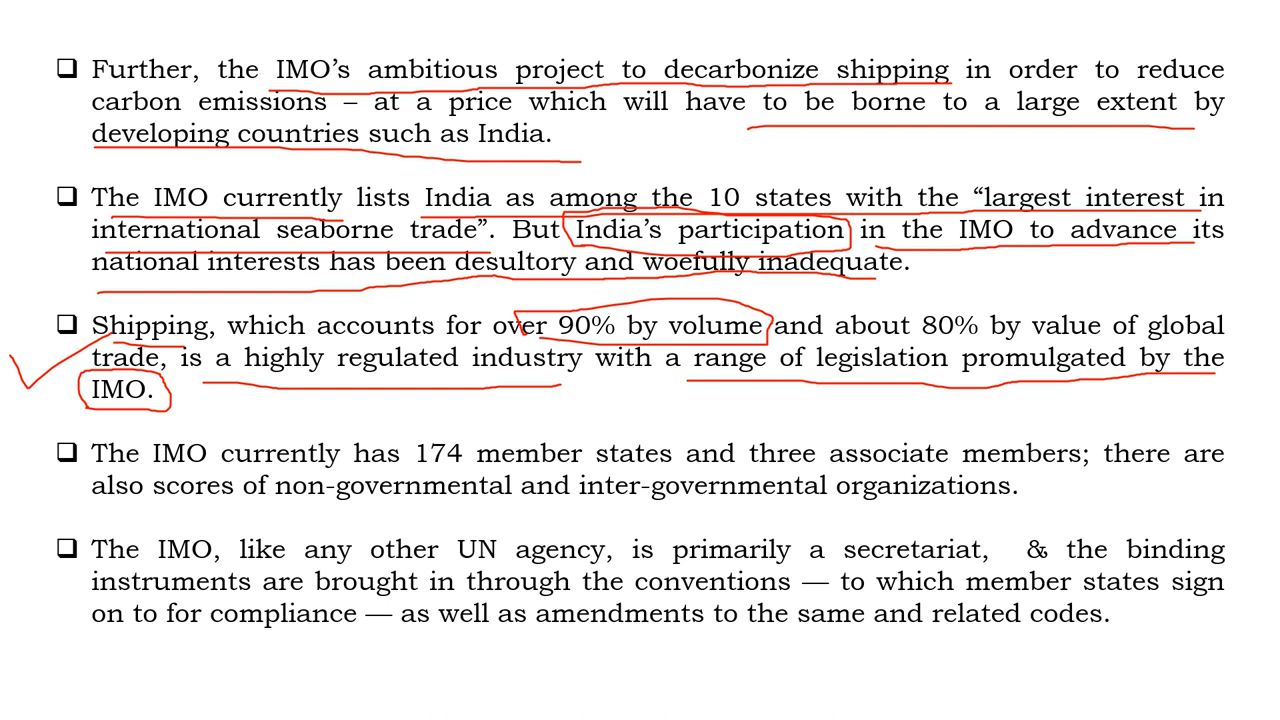 ❑ Further, the IMO’s ambitious project to decarbonize shipping in order to reduce
carbon emissions – at a price which will have to be borne to a large extent by
developing countries such as India.
❑ The IMO currently lists India as among the 10 states with the “largest interest in
international seaborne trade”. But India’s participation in the IMO to advance its
national interests has been desultory and woefully inadequate.
❑ Shipping, which accounts for over 90% by volume and about 80% by value of global
trade, is a highly regulated industry with a range of legislation promulgated by the
IMO.
❑ The IMO currently has 174 member states and three associate members; there are
also scores of non-governmental and inter-governmental organizations.
❑ The IMO, like any other UN agency, is primarily a secretariat, & the binding
instruments are brought in through the conventions — to which member states sign
on to for compliance — as well as amendments to the same and related codes.